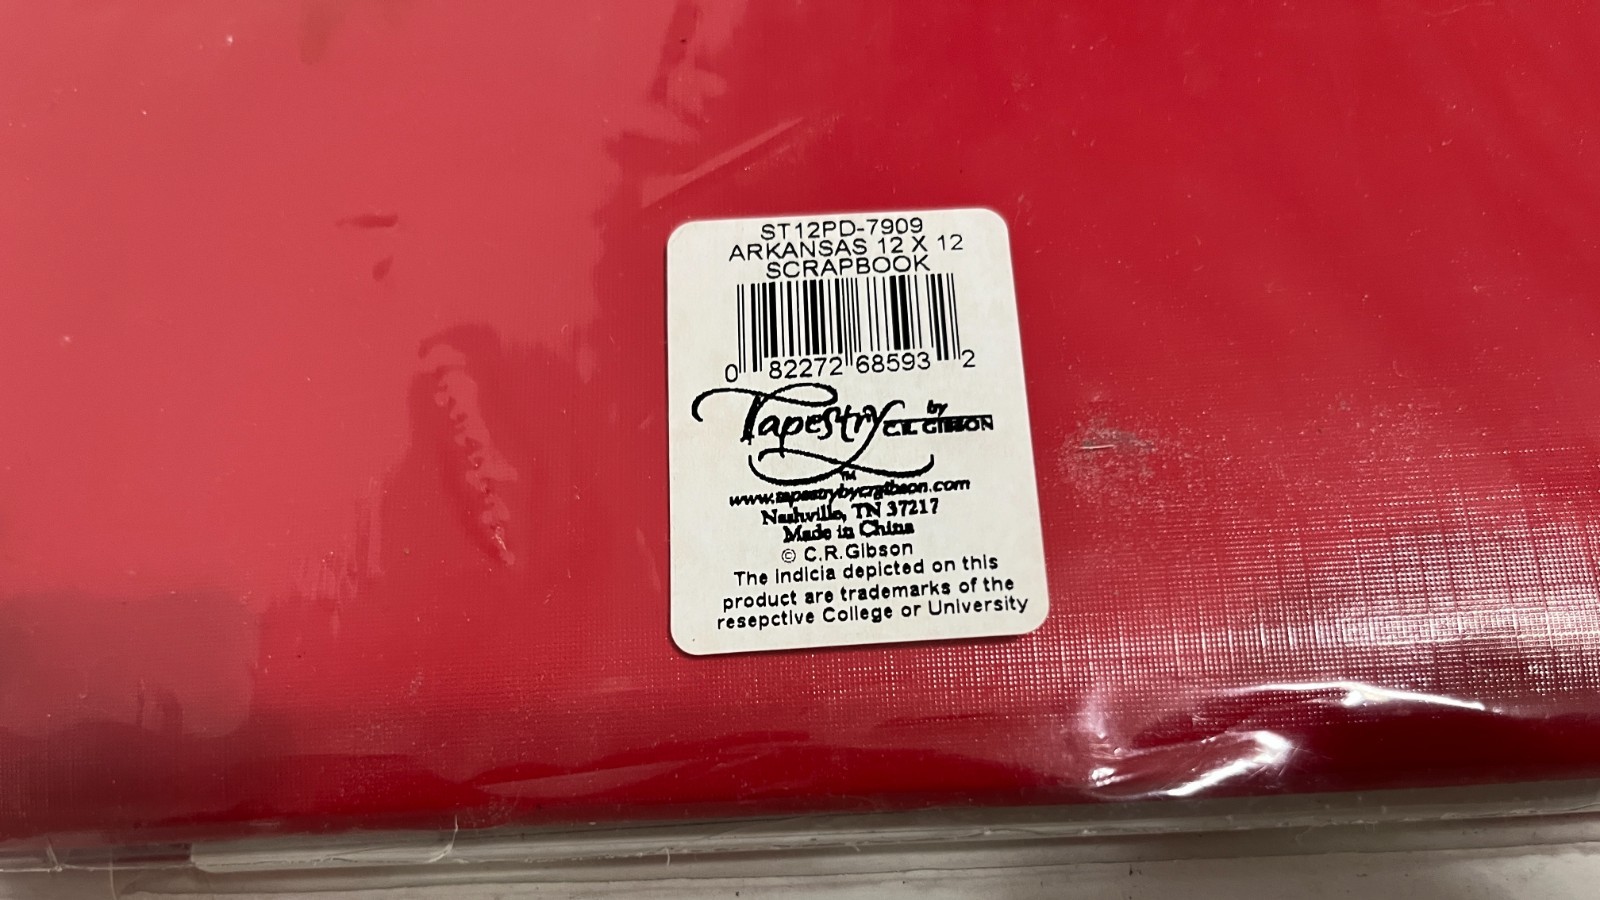 ST12PD-7909
ARKANSAS 12 X 12
SCRAPBOOK
0 82272 68593 2
Tapestry by C.R. GIBSON
TM
www.tapestrybycrgibson.com
Nashville, TN 37217
Made in China
© C.R.Gibson
The indicia depicted on this
product are trademarks of the
resepctive College or University